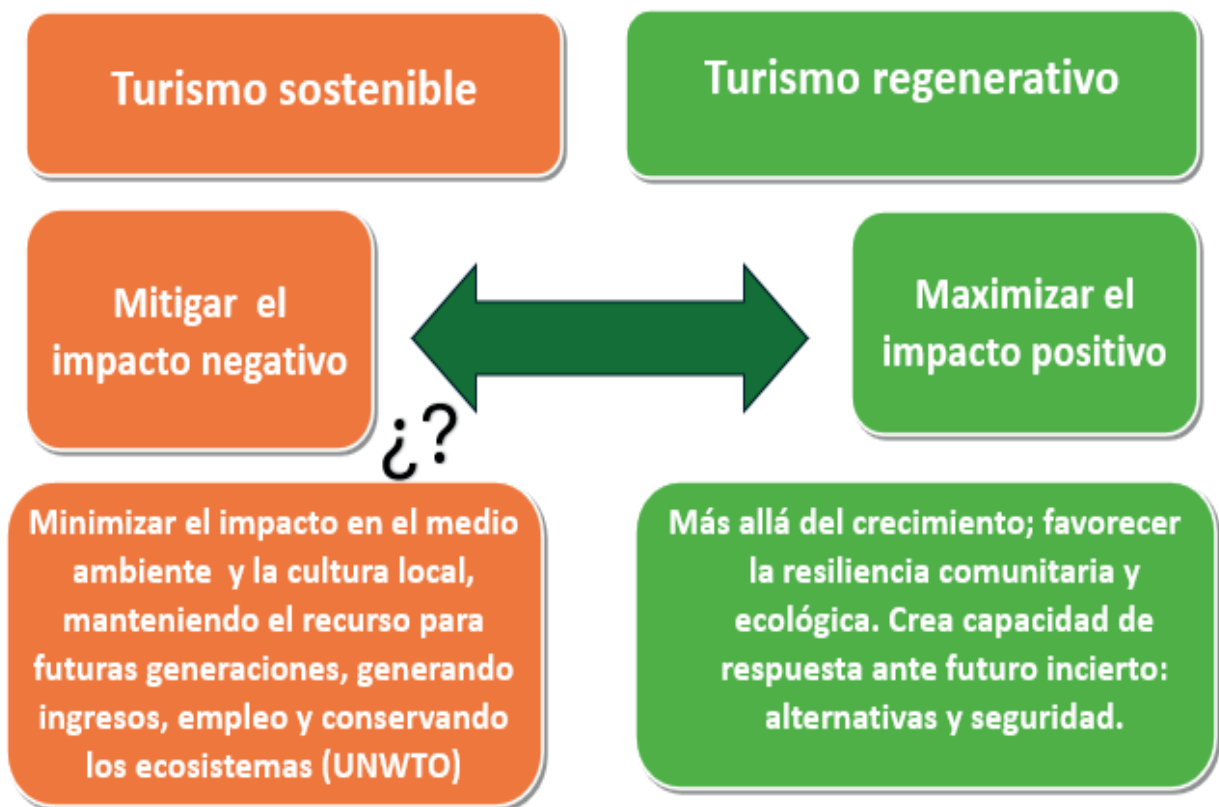 Turismo sostenible
Turismo regenerativo
Mitigar el
impacto negativo
Maximizar el
impacto positivo
¿?
Minimizar el impacto en el medio
ambiente y la cultura local,
manteniendo el recurso para
futuras generaciones, generando
ingresos, empleo y conservando
los ecosistemas (UNWTO)
Más allá del crecimiento; favorecer
la resiliencia comunitaria y
ecológica. Crea capacidad de
respuesta ante futuro incierto:
alternativas y seguridad.